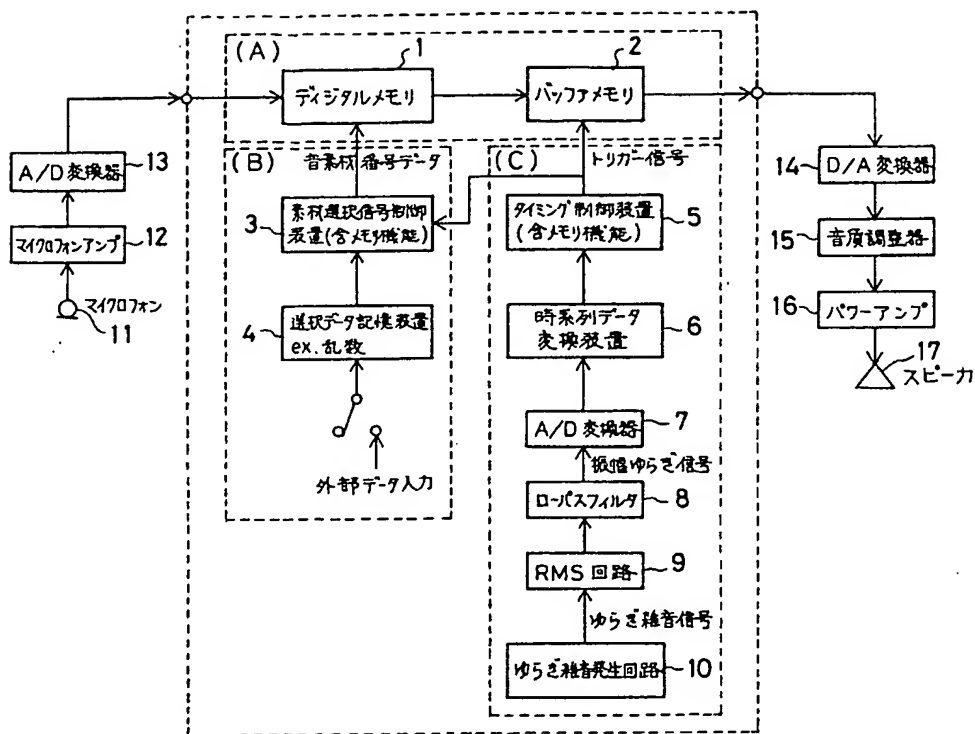 (A)
1
2
ディジタルメモリ
バッファメモリ
(B)
音素材番号データ
(C)
トリガー信号
A/D変換器
13
マイクロフォンアンプ
12
マイクロフォン
11
3
素材選択信号制御
装置(含メモリ機能)
4
選択データ記憶装置
ex.乱数
外部データ入力
タイミング制御装置
(含メモリ機能)
5
時系列データ
変換装置
6
A/D変換器
7
振幅ゆらぎ信号
ローパスフィルタ
8
RMS回路
9
ゆらぎ雑音信号
ゆらぎ雑音発生回路
10
14
D/A変換器
15
音質調整器
16
パワーアンプ
17
スピーカ